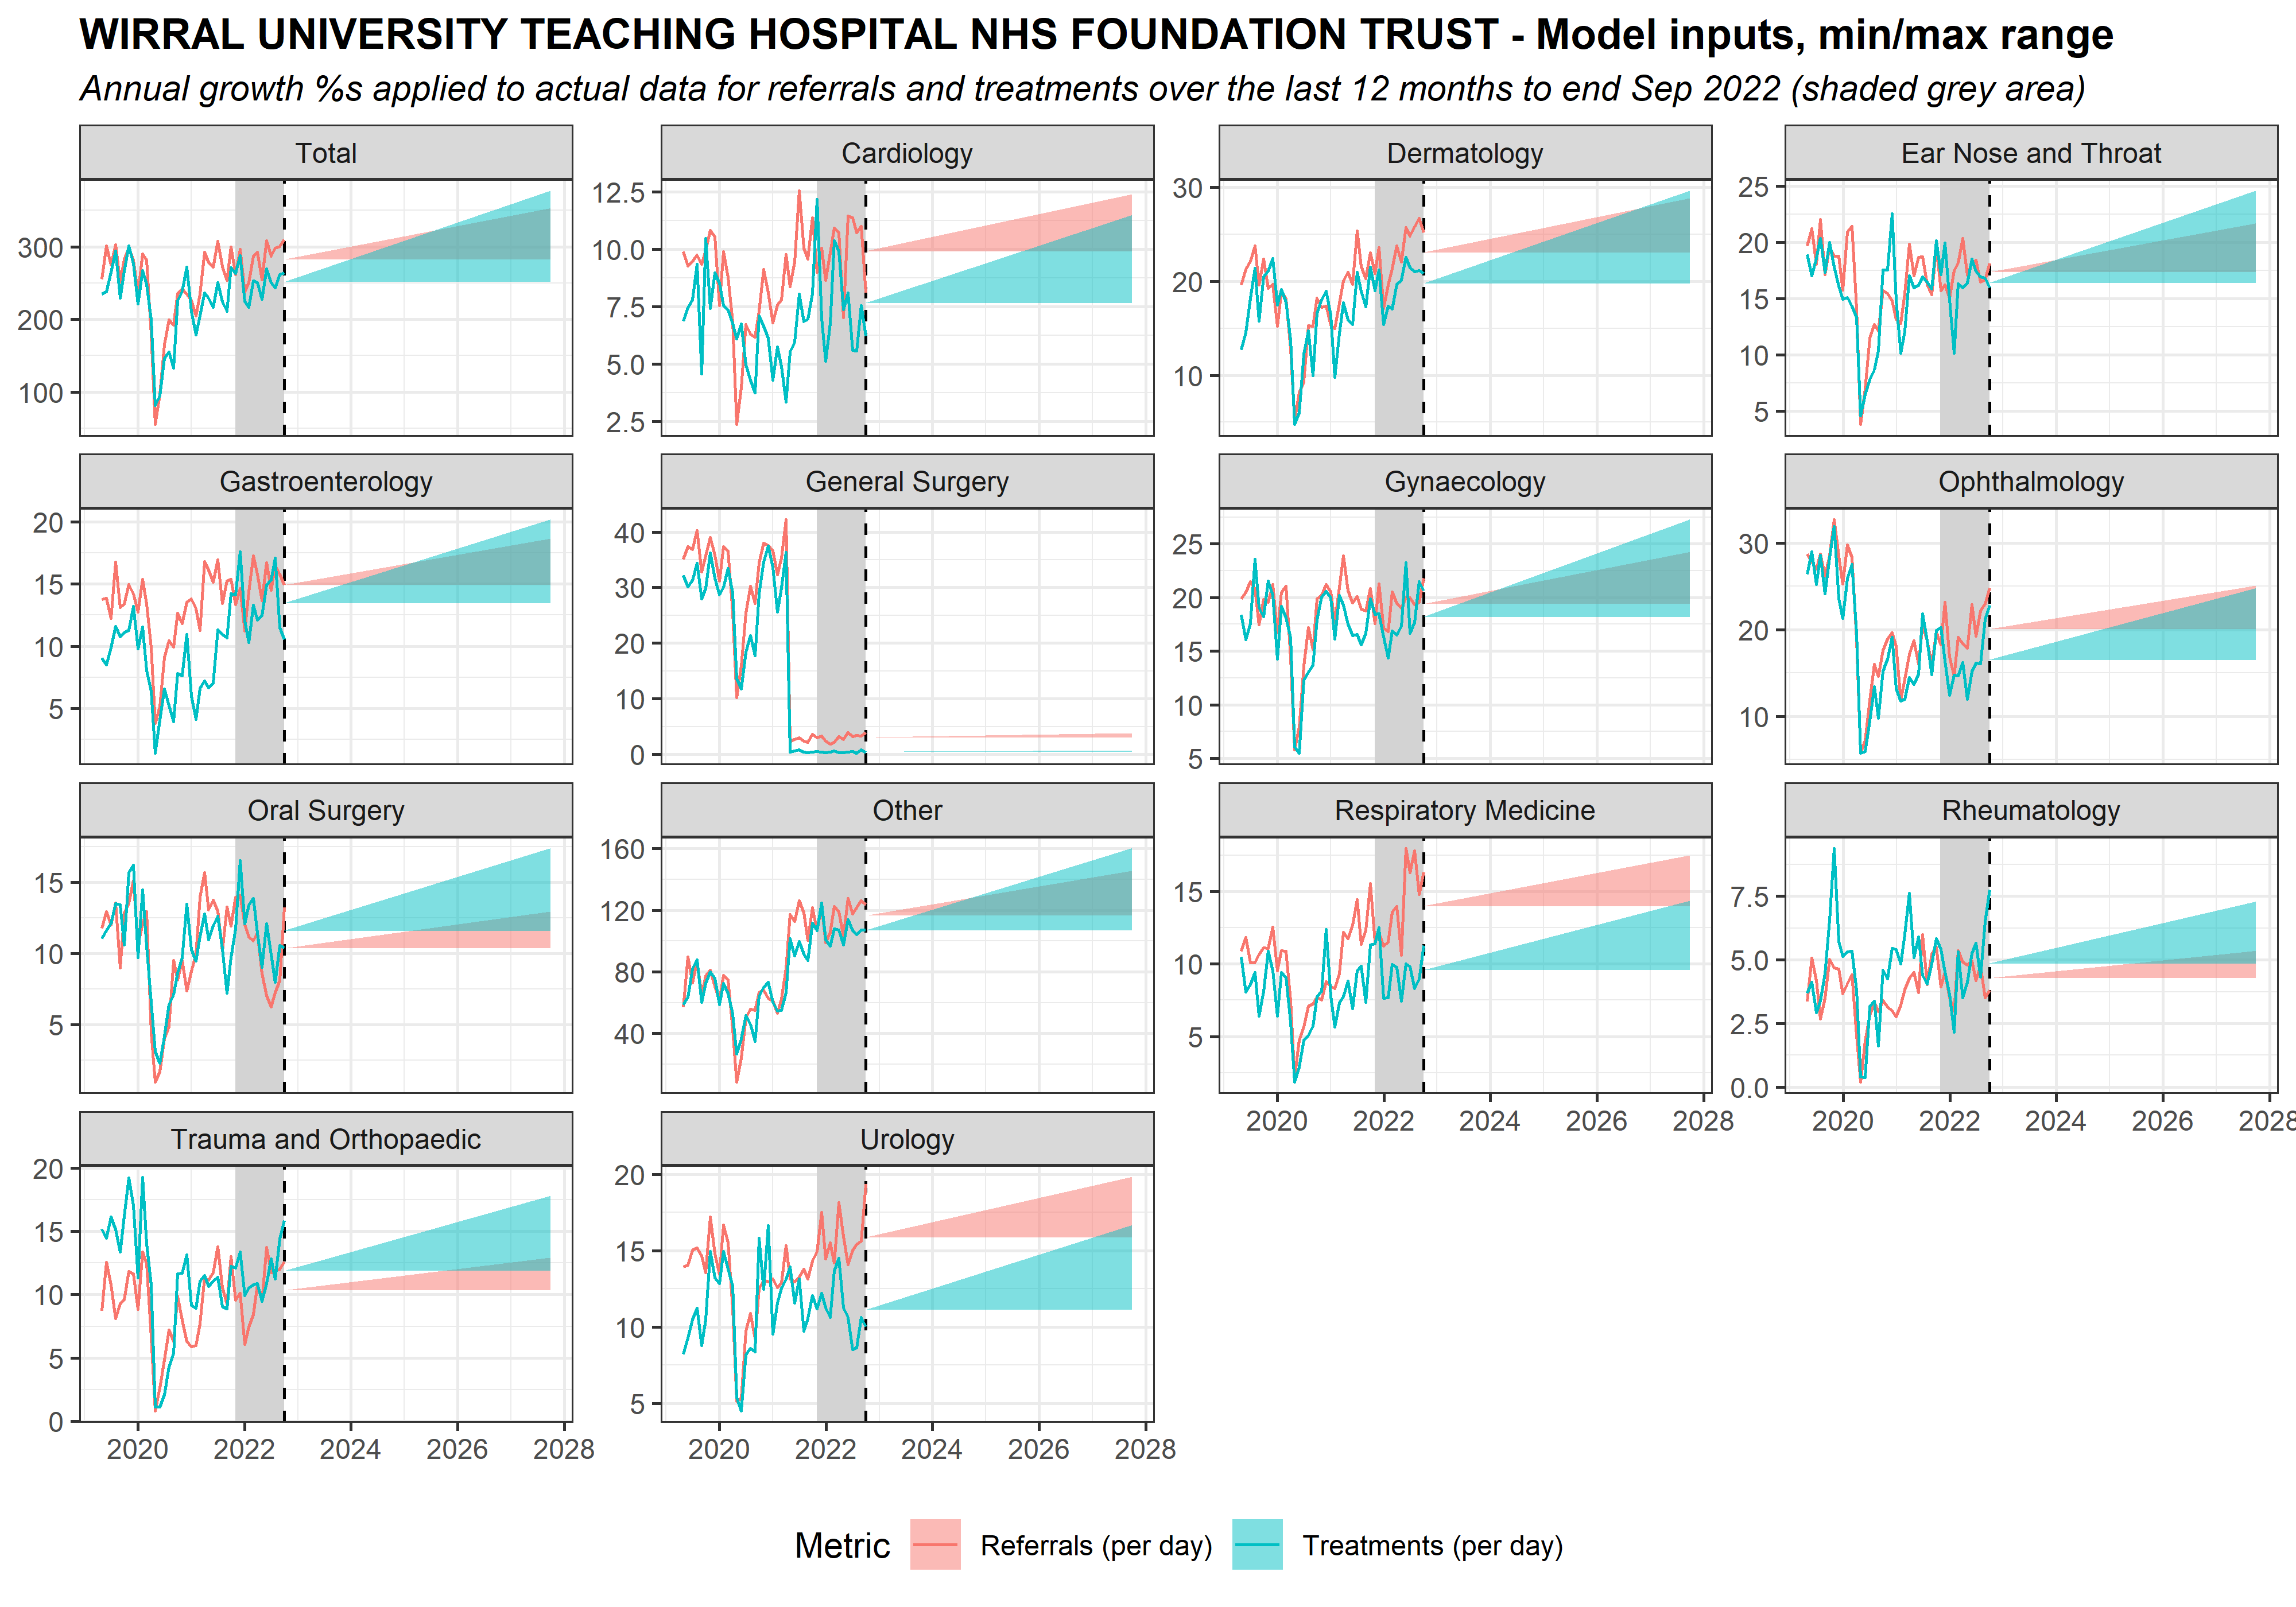 WIRRAL UNIVERSITY TEACHING HOSPITAL NHS FOUNDATION TRUST - Model inputs, min/max range
Annual growth %s applied to actual data for referrals and treatments over the last 12 months to end Sep 2022 (shaded grey area)
Total
Cardiology
Dermatology
Ear Nose and Throat
300
200
100
12.5
10.0
7.5
5.0
2.5
30
20
10
25
20
15
10
5
Gastroenterology
General Surgery
Gynaecology
Ophthalmology
20
15
10
5
40
30
20
10
0
25
20
15
10
5
30
20
10
Oral Surgery
Other
Respiratory Medicine
Rheumatology
15
10
5
160
120
80
40
15
10
5
7.5
5.0
2.5
0.0
2020 2022 2024 2026 2028
2020 2022 2024 2026 2028
Trauma and Orthopaedic
Urology
20
15
10
5
0
20
15
10
5
2020 2022 2024 2026 2028
2020 2022 2024 2026 2028
Metric
Referrals (per day)
Treatments (per day)